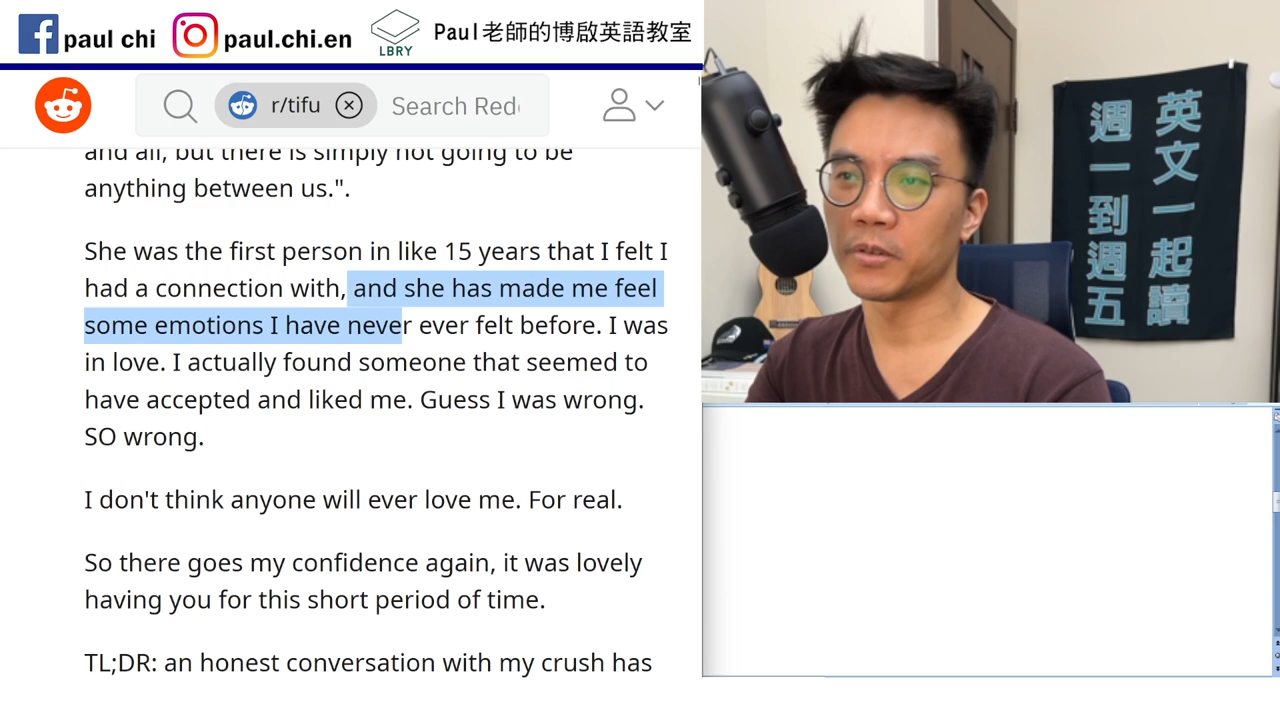 paul chi
paul.chi.en
LBRY
Paul老師的博啟英語教室
r/tifu
Search Red
and all, but there is simply not going to be
anything between us.".
She was the first person in like 15 years that I felt I
had a connection with, and she has made me feel
some emotions I have never ever felt before. I was
in love. I actually found someone that seemed to
have accepted and liked me. Guess I was wrong.
SO wrong.
I don't think anyone will ever love me. For real.
So there goes my confidence again, it was lovely
having you for this short period of time.
TL;DR: an honest conversation with my crush has
英文一起讀
週一到週五